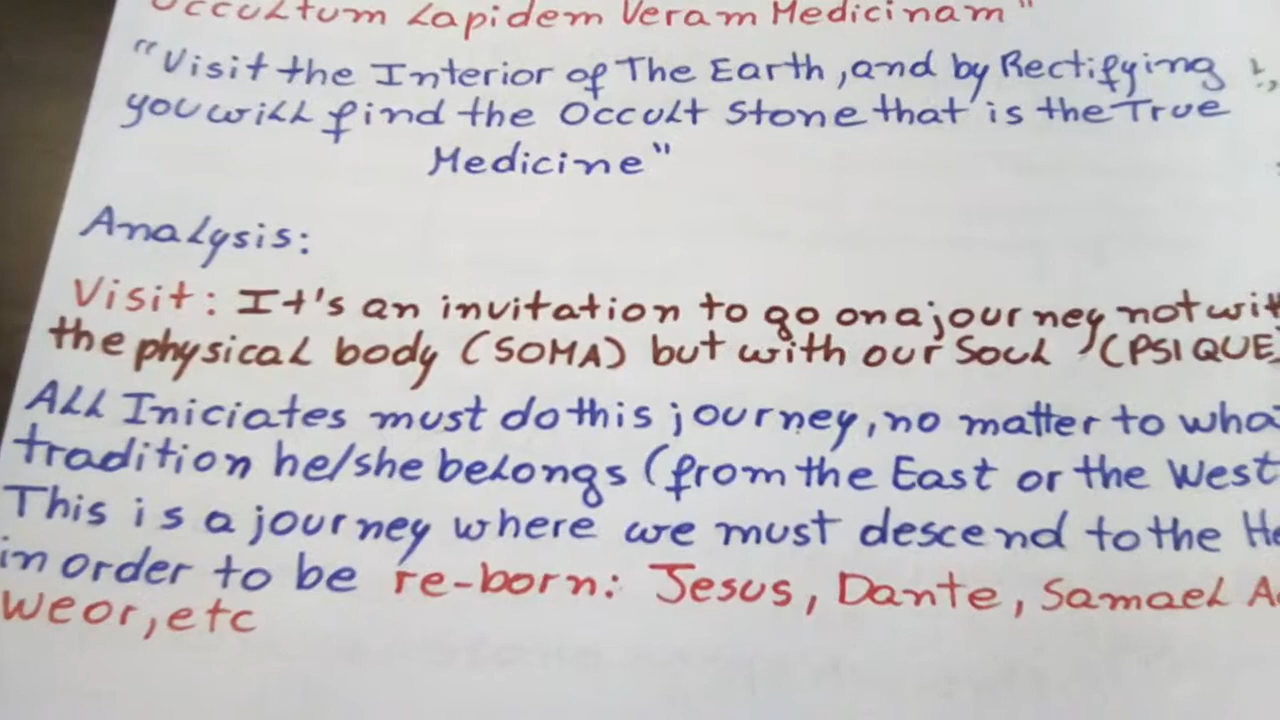 Occultum Lapidem Veram Medicinam"
"Visit the Interior of The Earth, and by Rectifying
you will find the Occult Stone that is the True
Medicine"
Analysis:
Visit: It's an invitation to go on a journey not wit
the physical body (SOMA) but with our Soul (PSIQUE
All Iniciates must do this journey, no matter to wha
tradition he/she belongs (from the East or the West
This is a journey where we must descend to the He
in order to be re-born: Jesus, Dante, Samael A
weor, etc